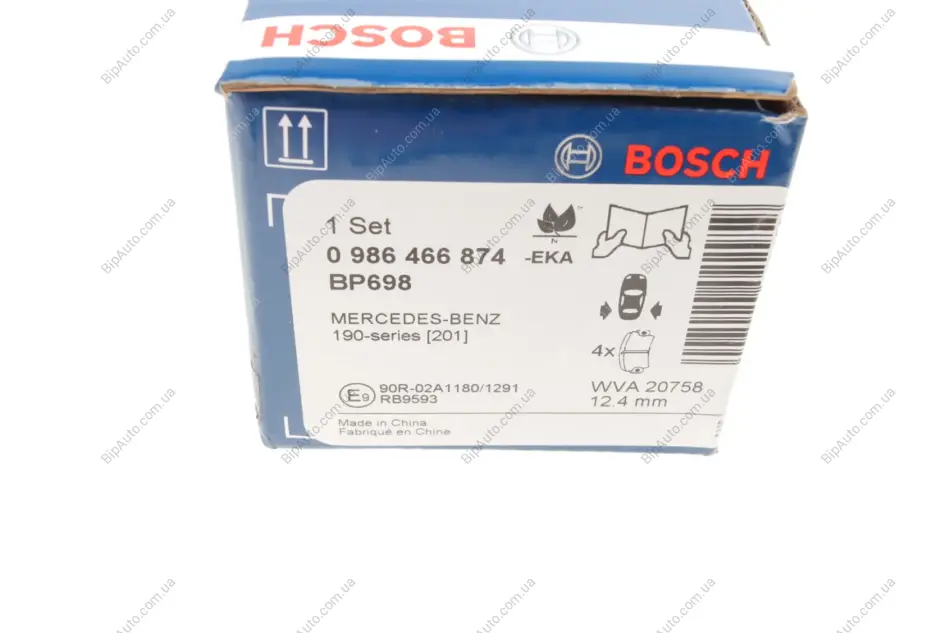 BOSCH
BOSCH
1 Set
0 986 466 874 -EKA
BP698
MERCEDES-BENZ
190-series [201]
4x
WVA 20758
12.4 mm
E9 90R-02A1180/1291
RB9593
Made in China
Fabriqué en Chine
BipAuto.com.ua